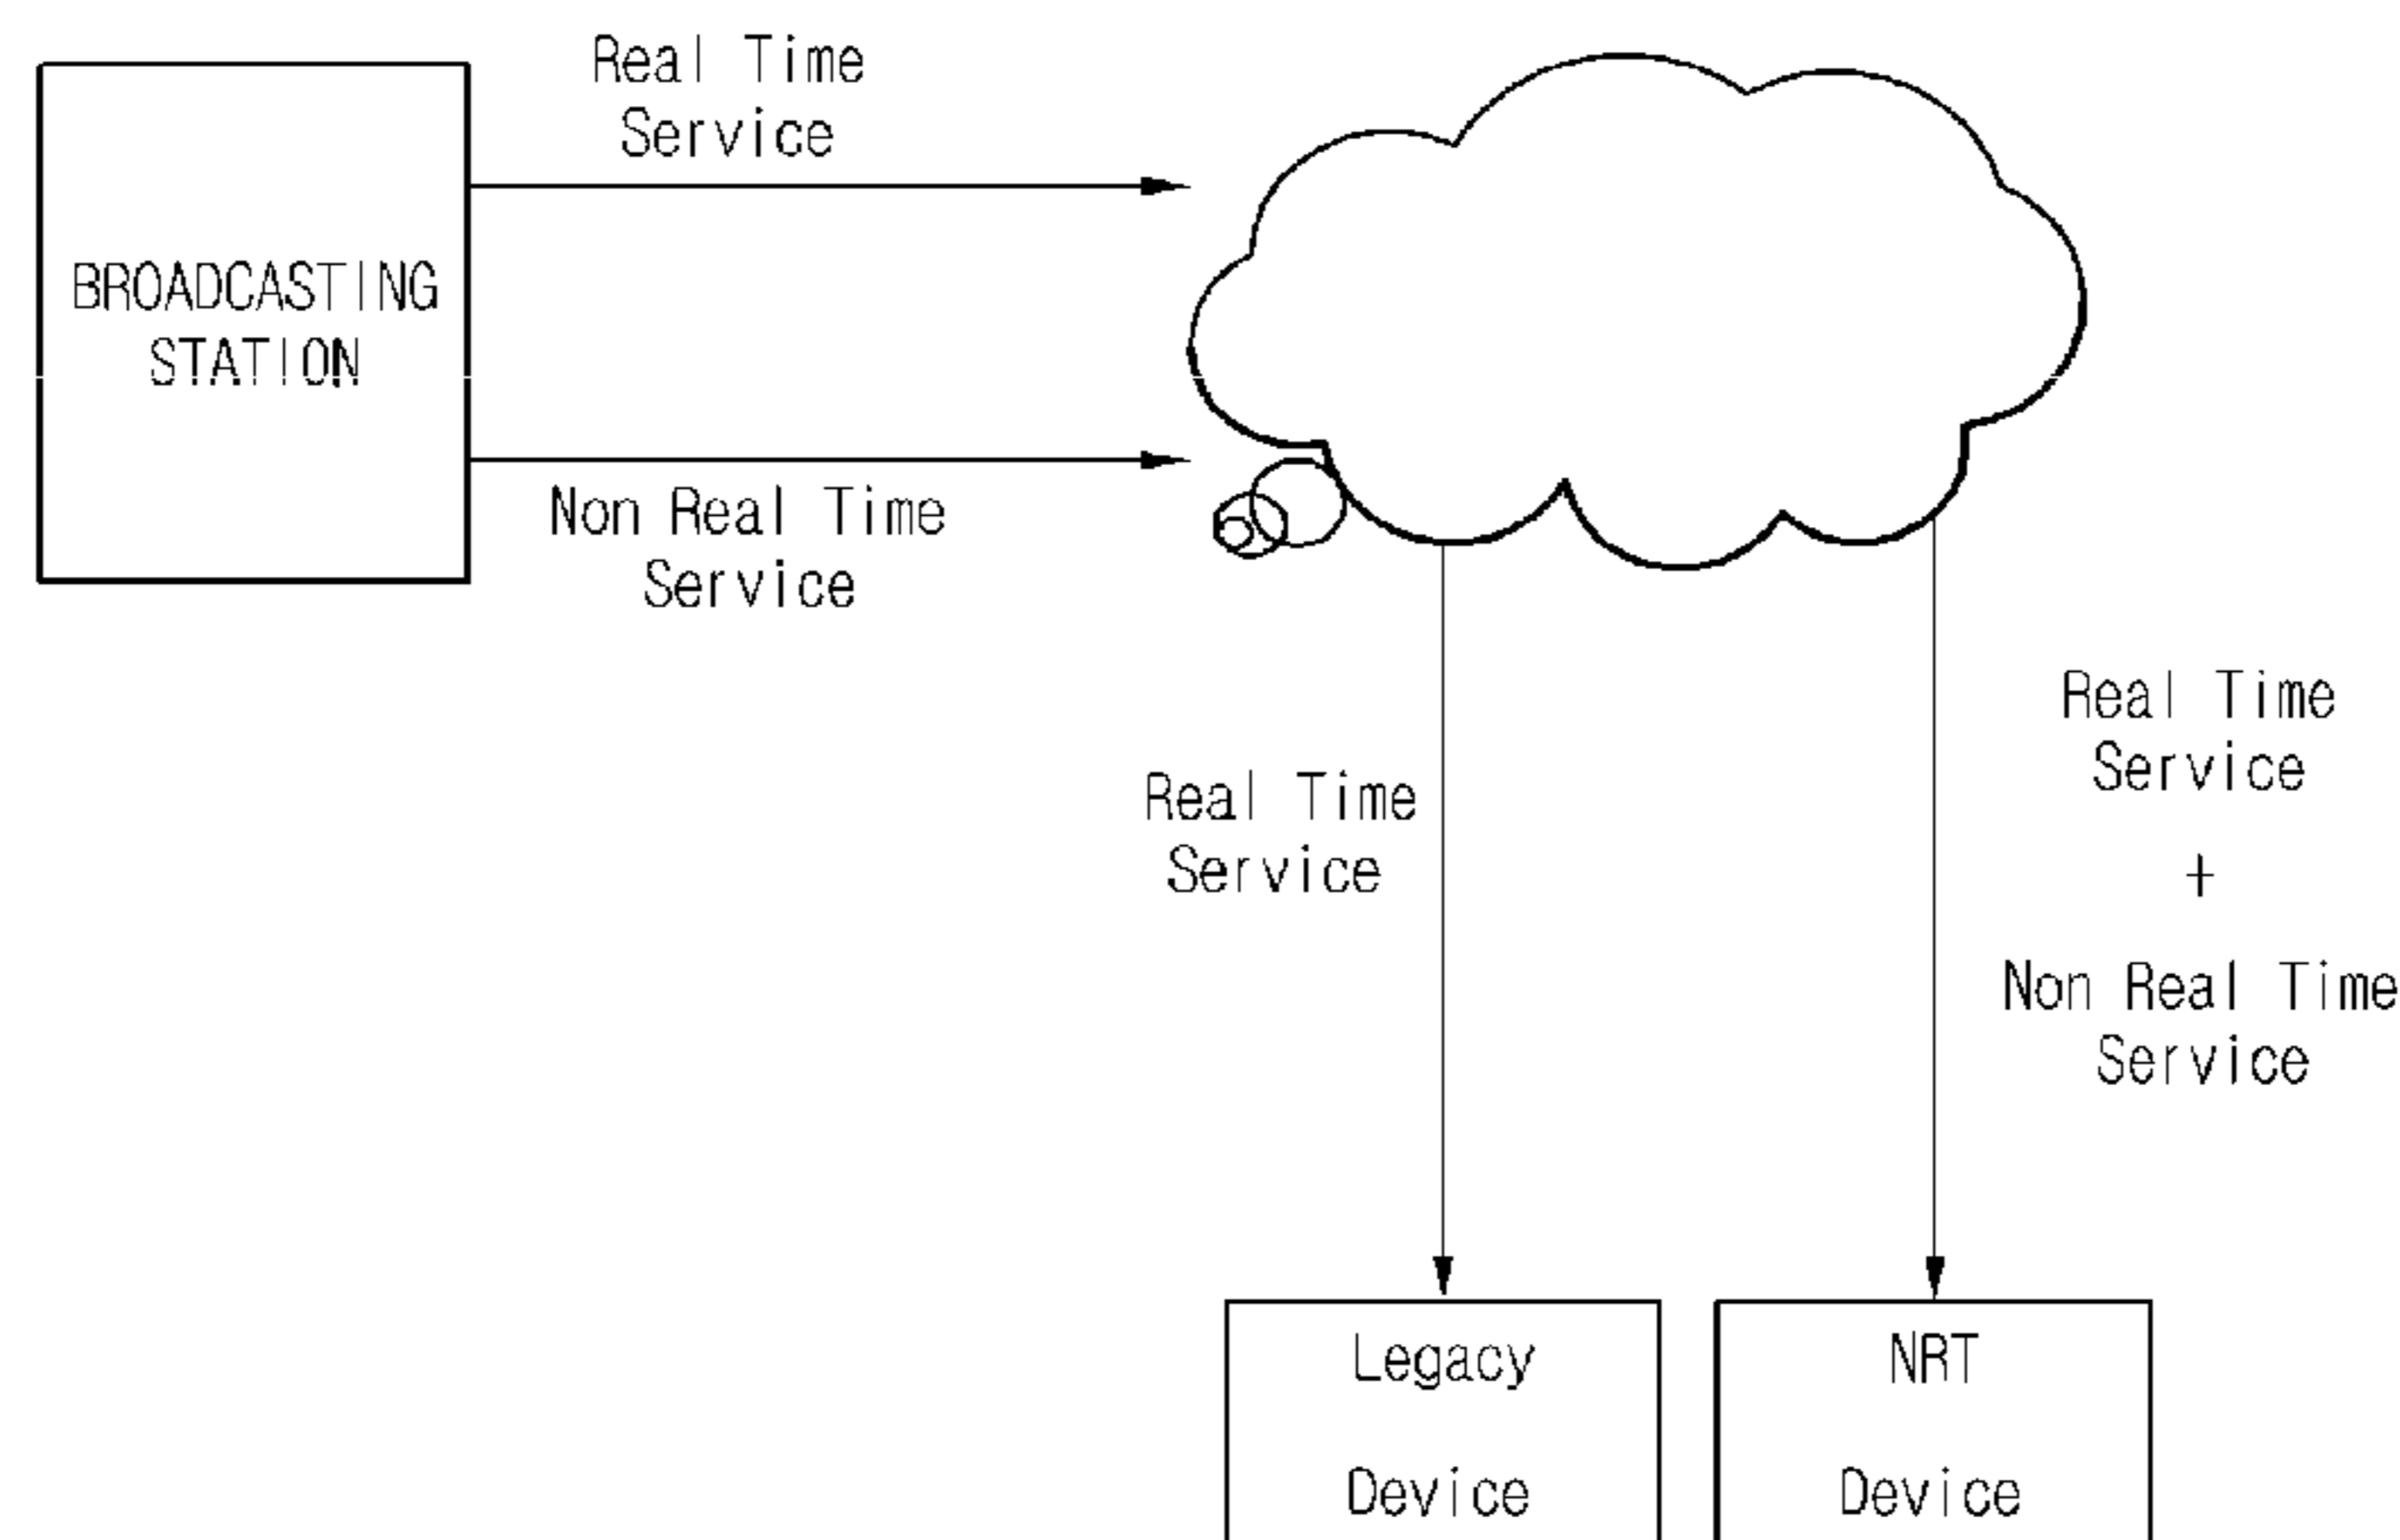 Real Time
Service
BROADCASTING
STATION
Non Real Time
Service
Real Time
Service
Real Time
Service
+
Non Real Time
Service
Legacy
Device
NRT
Device